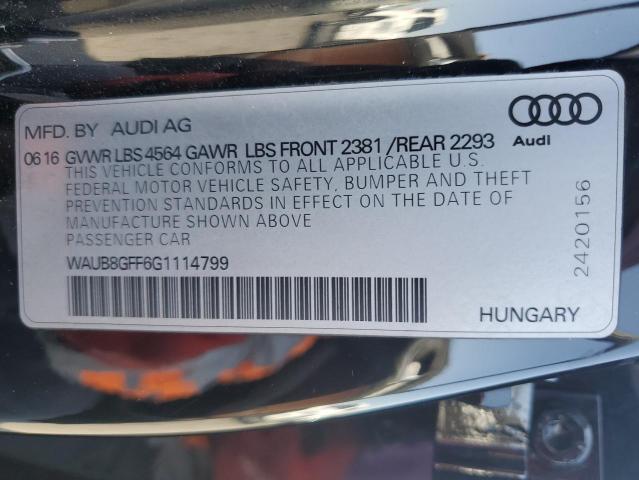 MFD. BY AUDI AG
Audi
0616 GVWR LBS 4564 GAWR LBS FRONT 2381 /REAR 2293
THIS VEHICLE CONFORMS TO ALL APPLICABLE U.S.
FEDERAL MOTOR VEHICLE SAFETY, BUMPER AND THEFT
PREVENTION STANDARDS IN EFFECT ON THE DATE OF
MANUFACTURE SHOWN ABOVE
PASSENGER CAR
WAUB8GFF6G1114799
2420156
HUNGARY